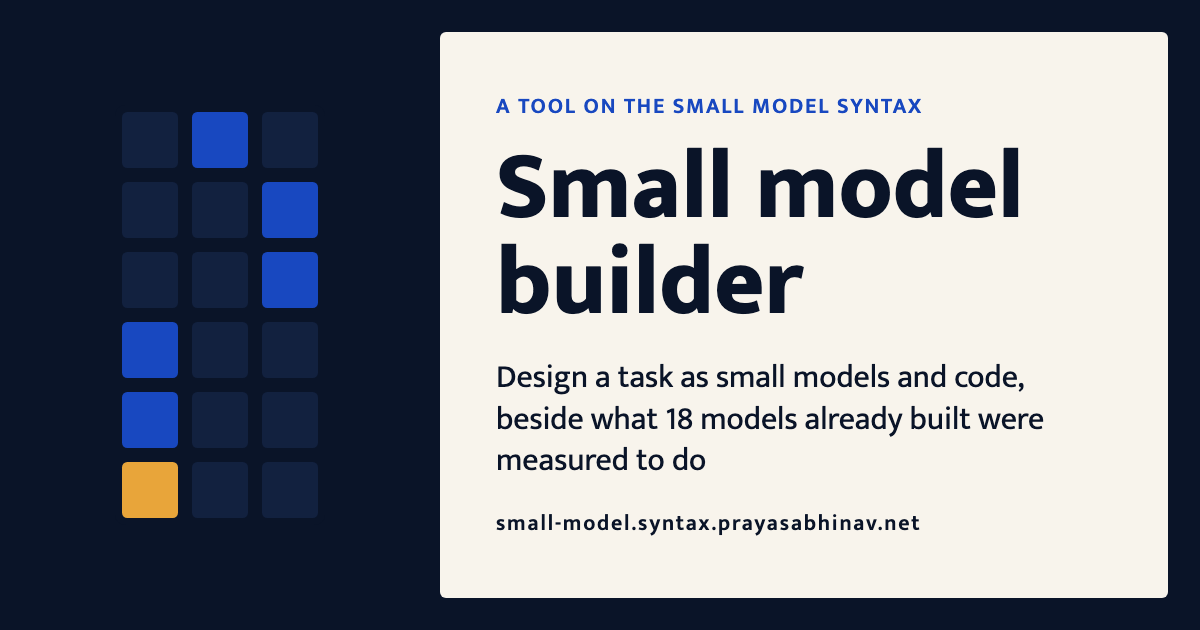 A TOOL ON THE SMALL MODEL SYNTAX
Small model
builder
Design a task as small models and code,
beside what 18 models already built were
measured to do
small-model.syntax.prayasabhinav.net